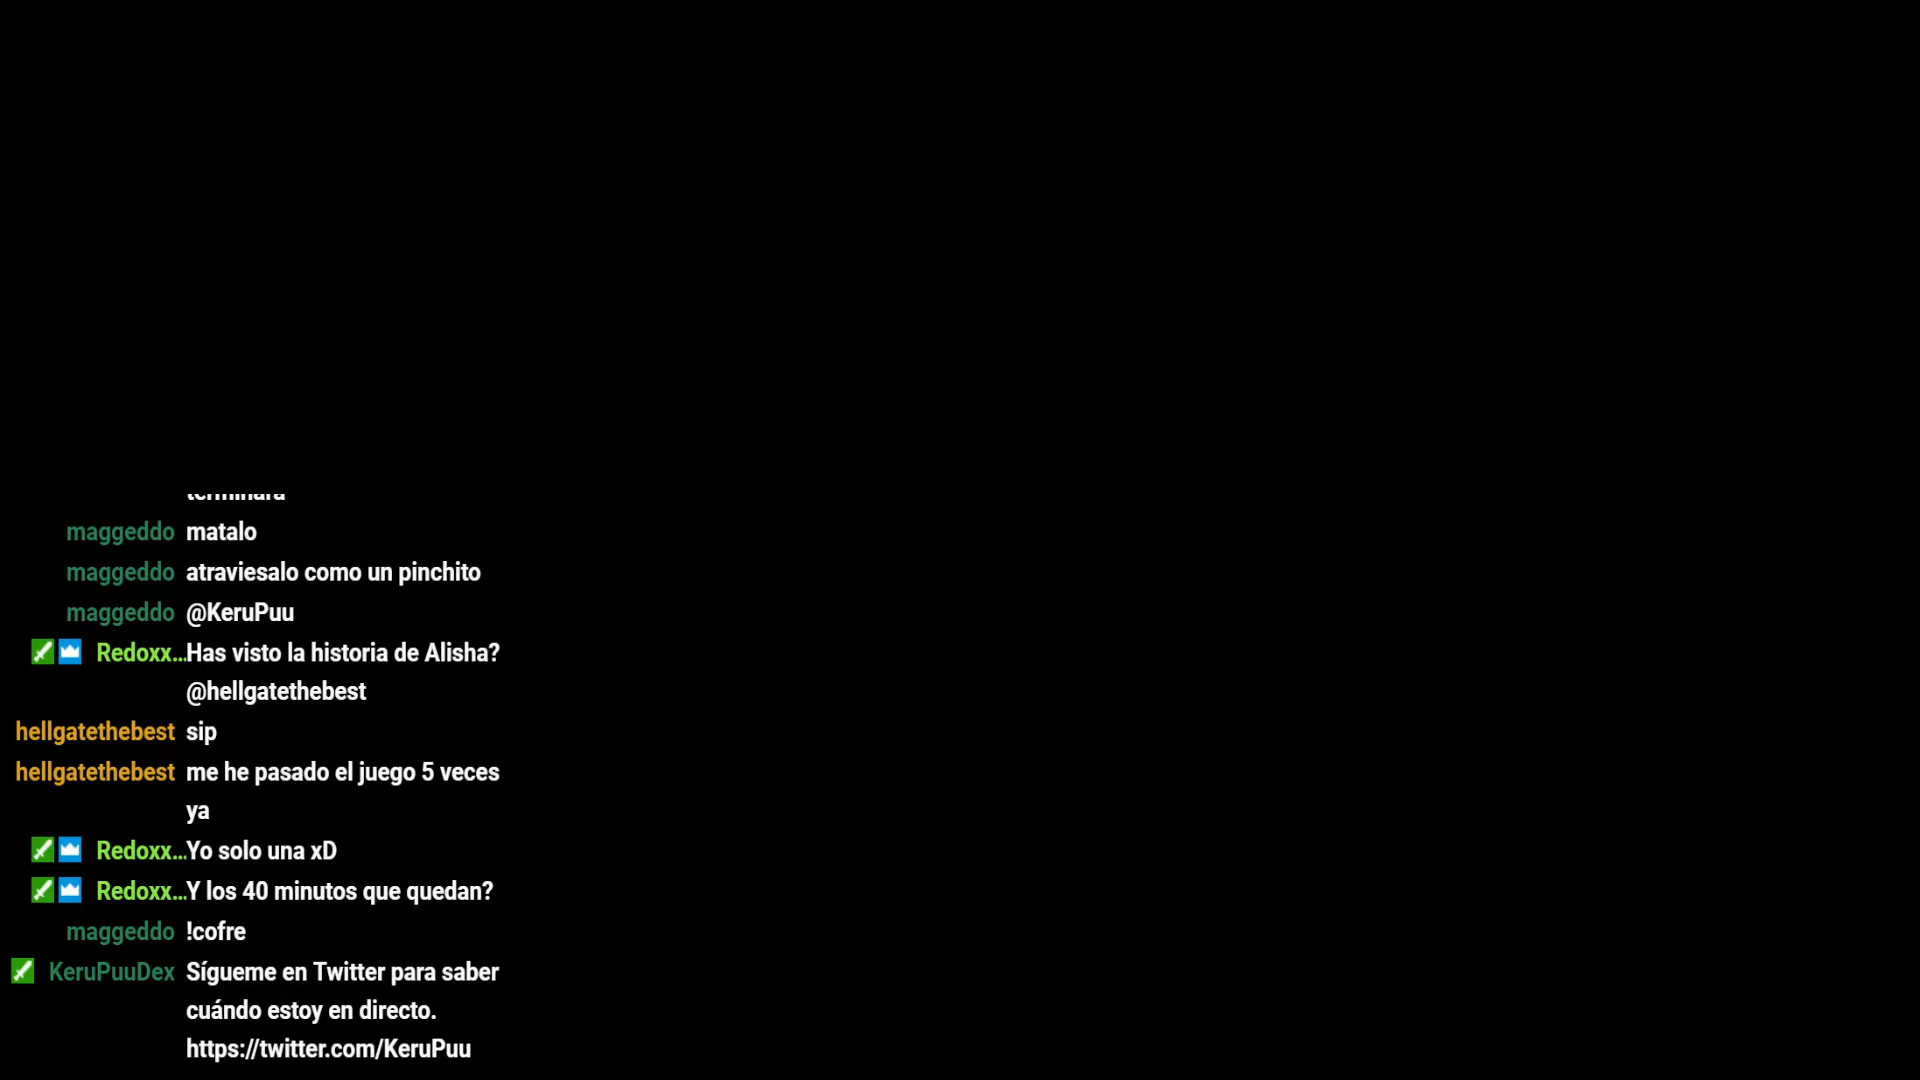 maggeddo matalo
maggeddo atraviesalo como un pinchito
maggeddo @KeruPuu
Redoxx...Has visto la historia de Alisha?
@hellgatethebest
hellgatethebest sip
hellgatethebest me he pasado el juego 5 veces
ya
Redoxx...Yo solo una xD
Redoxx...Y los 40 minutos que quedan?
maggeddo !cofre
KeruPuuDex Sígueme en Twitter para saber
cuándo estoy en directo.
https://twitter.com/KeruPuu